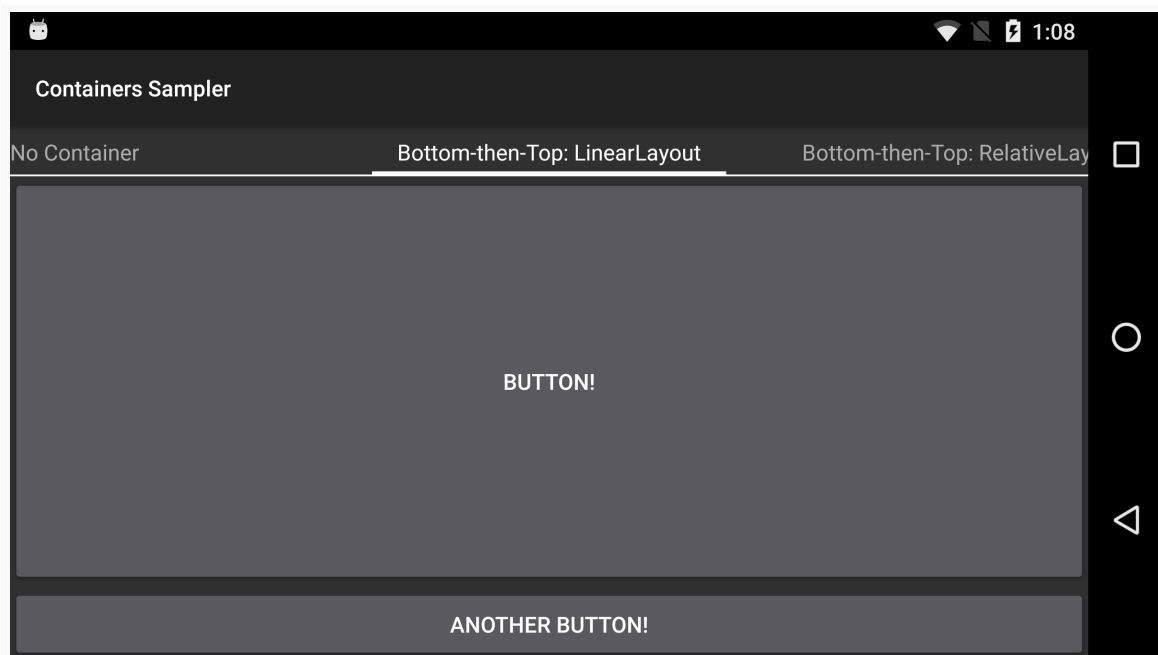 1:08
Containers Sampler
No Container
Bottom-then-Top: LinearLayout
Bottom-then-Top: RelativeLay
BUTTON!
ANOTHER BUTTON!